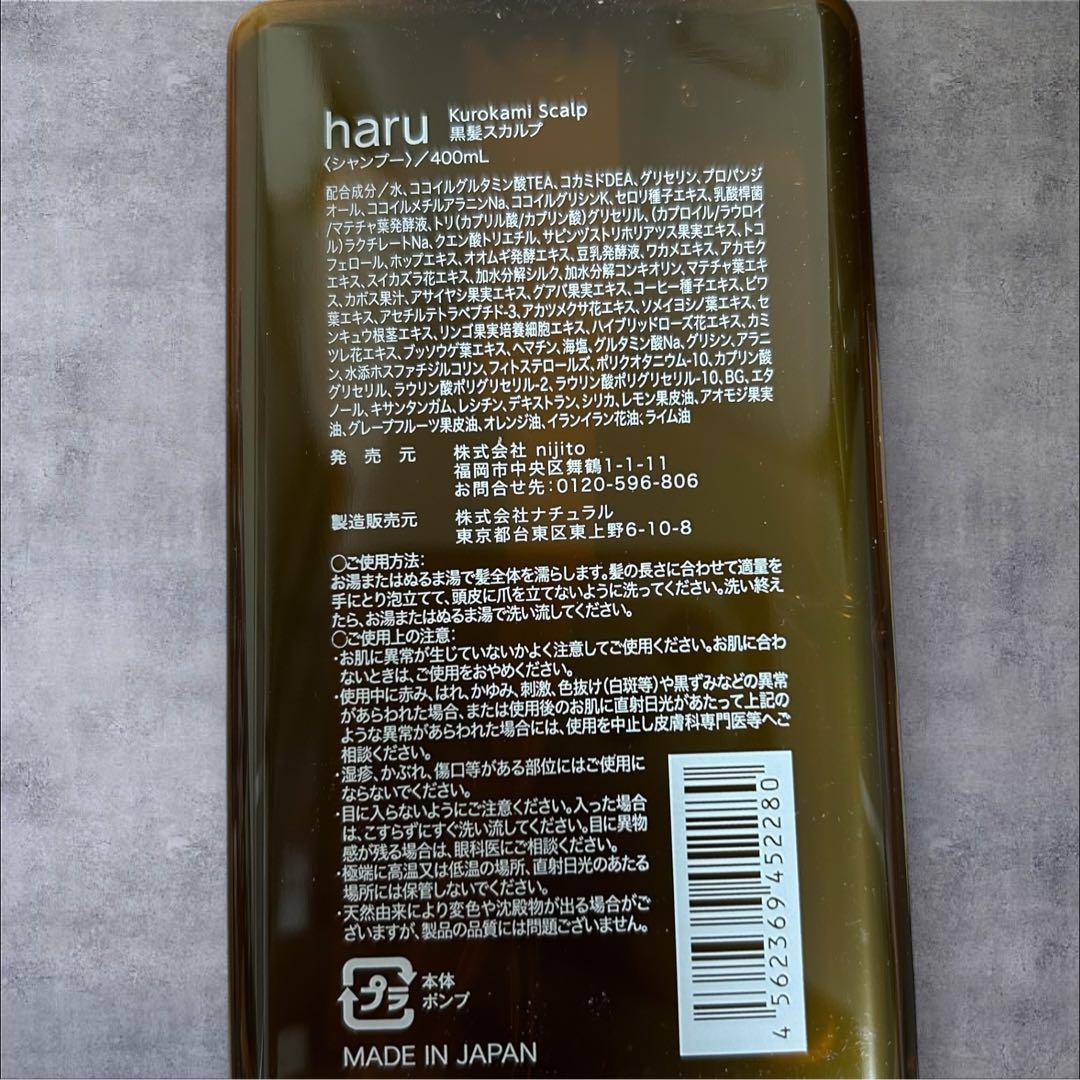 haru Kurokami Scalp
黒髪スカルプ
〈シャンプー〉／400mL
配合成分／水、ココイルグルタミン酸TEA、コカミドDEA、グリセリン、プロパンジ
オール、ココイルメチルアラニンNa、ココイルグリシンK、セロリ種子エキス、乳酸桿菌
/マテチャ葉発酵液、トリ(カプリル酸/カプリン酸)グリセリル、(カプロイル/ラウロイ
ル)ラクチレートNa、クエン酸トリエチル、サピンヅストリホリアツス果実エキス、トコ
フェロール、ホップエキス、オオムギ発酵エキス、豆乳発酵液、ワカメエキス、アカモク
エキス、スイカズラ花エキス、加水分解シルク、加水分解コンキオリン、マテチャ葉エキ
ス、カボス果汁、アサイヤシ果実エキス、グアバ果実エキス、コーヒー種子エキス、ビワ
葉エキス、アセチルテトラペプチド-3、アカツメクサ花エキス、ソメイヨシノ葉エキス、セ
ンキュウ根茎エキス、リンゴ果実培養細胞エキス、ハイブリッドローズ花エキス、カミ
ツレ花エキス、ブッソウゲ葉エキス、ヘマチン、海塩、グルタミン酸Na、グリシン、アラニ
ン、水添ホスファチジルコリン、フィトステロールズ、ポリクオタニウム-10、カプリン酸
グリセリル、ラウリン酸ポリグリセリル-2、ラウリン酸ポリグリセリル-10、BG、エタ
ノール、キサンタンガム、レシチン、デキストラン、シリカ、レモン果皮油、アオモジ果実
油、グレープフルーツ果皮油、オレンジ油、イランイラン花油、ライム油
発売元 株式会社 nijito
福岡市中央区舞鶴1-1-11
お問合せ先：0120-596-806
製造販売元 株式会社ナチュラル
東京都台東区東上野6-10-8
〇ご使用方法：
お湯またはぬるま湯で髪全体を濡らします。髪の長さに合わせて適量を
手にとり泡立てて、頭皮に爪を立てないように洗ってください。洗い終え
たら、お湯またはぬるま湯で洗い流してください。
〇ご使用上の注意：
・お肌に異常が生じていないかよく注意してご使用ください。お肌に合わ
ないときは、ご使用をおやめください。
・使用中に赤み、はれ、かゆみ、刺激、色抜け(白斑等)や黒ずみなどの異常
があらわれた場合、または使用後のお肌に直射日光があたって上記の
ような異常があらわれた場合には、使用を中止し皮膚科専門医等へご
相談ください。
・湿疹、かぶれ、傷口等がある部位にはご使用に
ならないでください。
・目に入らないようにご注意ください。入った場合
は、こすらずにすぐ洗い流してください。目に異物
感が残る場合は、眼科医にご相談ください。
・極端に高温又は低温の場所、直射日光のあたる
場所には保管しないでください。
・天然由来により変色や沈殿物が出る場合がご
ざいますが、製品の品質には問題ございません。
プラ 本体
ポンプ
MADE IN JAPAN
4 562369 452280